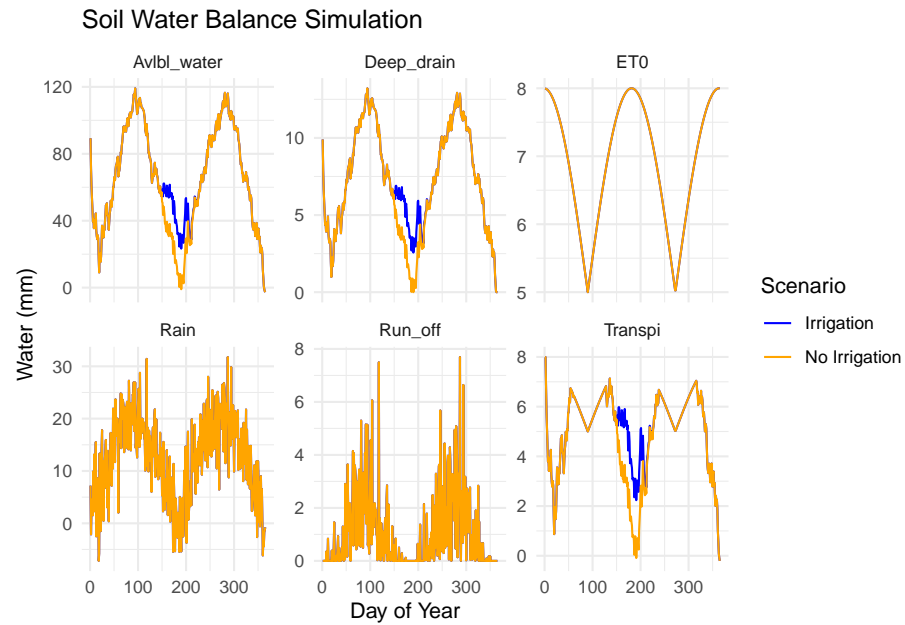 Soil Water Balance Simulation
Avlbl_water
Deep_drain
ET0
120
80
40
0
10
5
0
8
7
6
5
Water (mm)
Rain
Run_off
Transpi
30
20
10
0
8
6
4
2
0
8
6
4
2
0
0 100 200 300
0 100 200 300
0 100 200 300
Day of Year
Scenario
Irrigation
No Irrigation